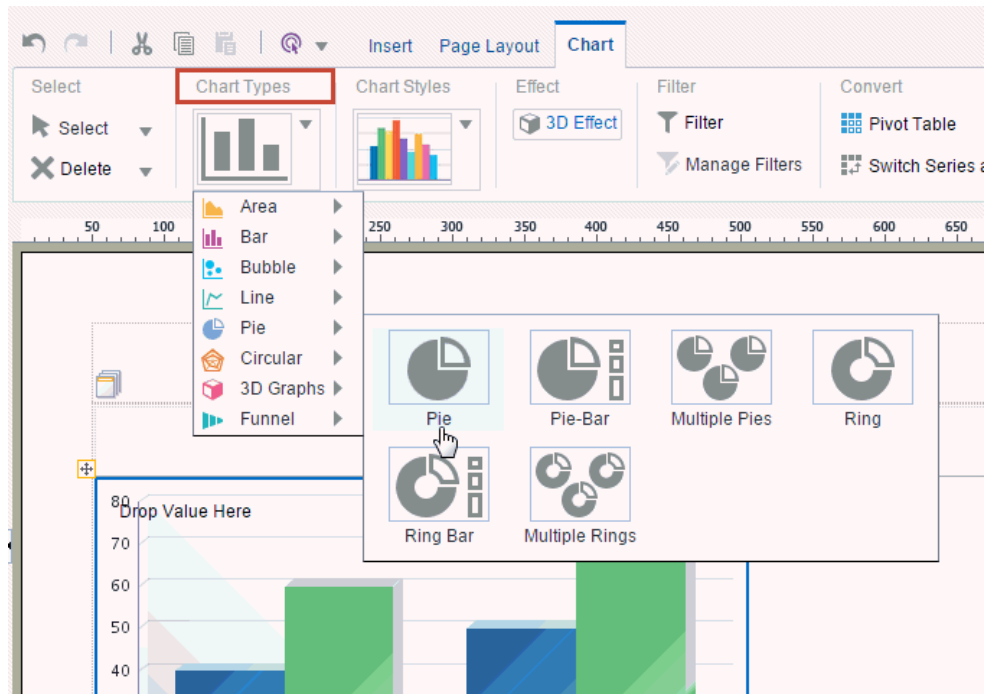 Insert Page Layout Chart
Select Chart Types Chart Styles Effect Filter Convert
Select 3D Effect Filter Pivot Table
Delete Manage Filters Switch Series a
50 100 250 300 350 400 450 500 550 600 650
Area
Bar
Bubble
Line
Pie
Circular
3D Graphs
Funnel
Pie Pie-Bar Multiple Pies Ring
Ring Bar Multiple Rings
80
Drop Value Here
70
60
50
40